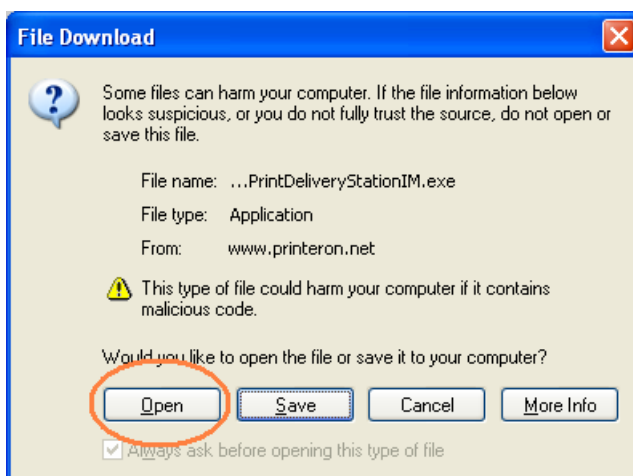 File Download
Some files can harm your computer. If the file information below
looks suspicious, or you do not fully trust the source, do not open or
save this file.
File name: ...PrintDeliveryStationIM.exe
File type: Application
From: www.printeron.net
This type of file could harm your computer if it contains
malicious code.
Would you like to open the file or save it to your computer?
Open Save Cancel More Info
Always ask before opening this type of file